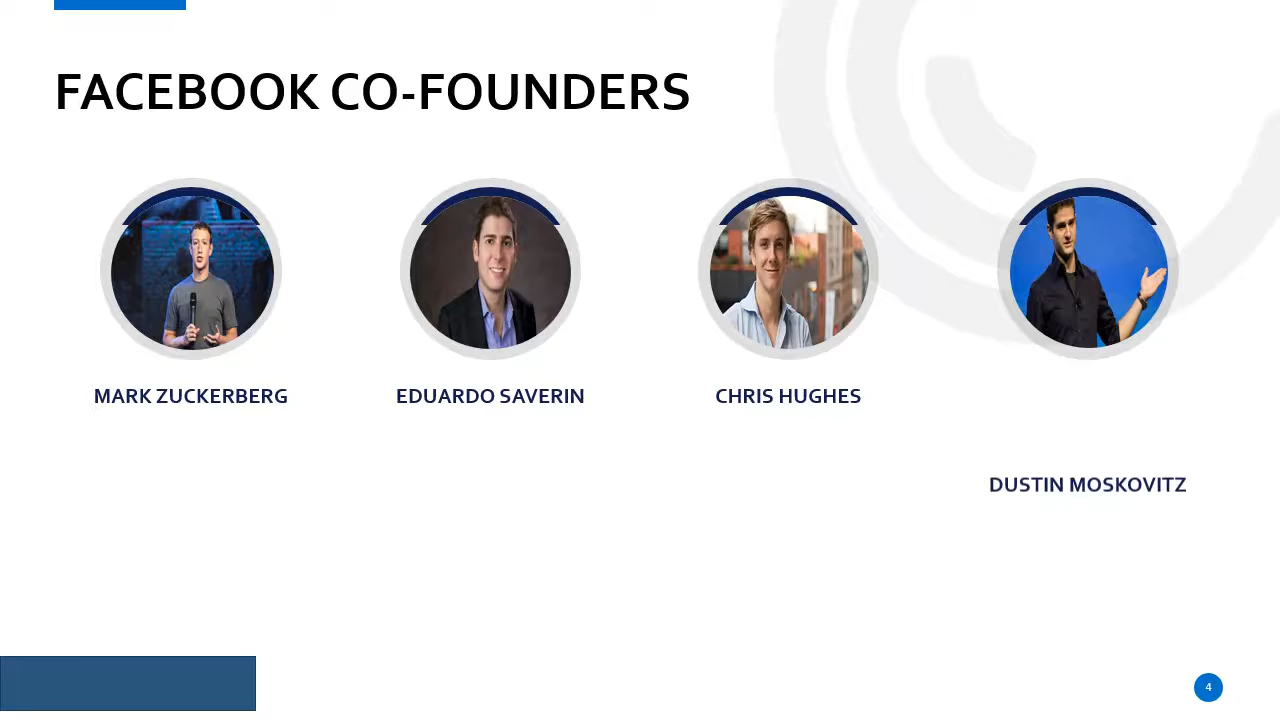 FACEBOOK CO-FOUNDERS
MARK ZUCKERBERG
EDUARDO SAVERIN
CHRIS HUGHES
DUSTIN MOSKOVITZ
4